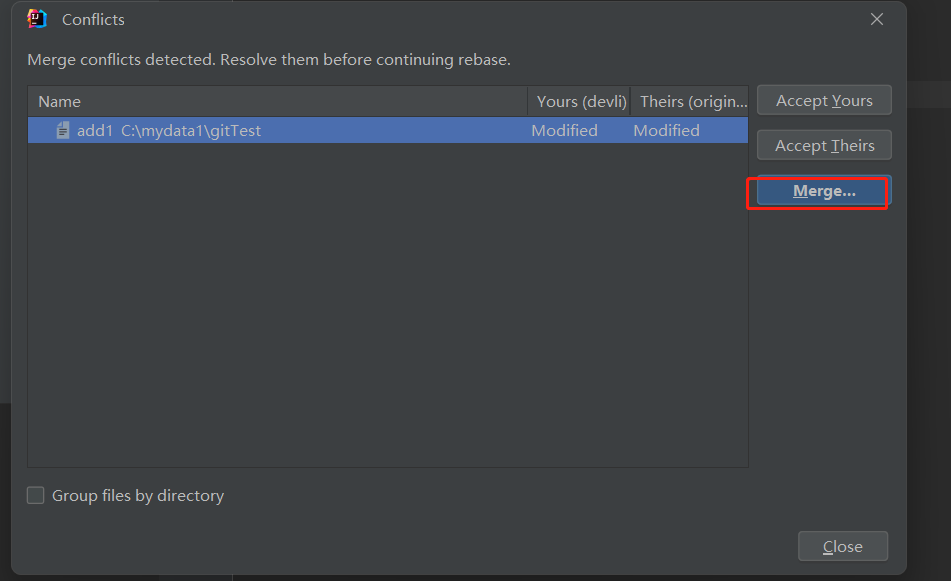 Conflicts
Merge conflicts detected. Resolve them before continuing rebase.
Name Yours (devli) Theirs (origin...
add1 C:\mydata1\gitTest Modified Modified
Accept Yours
Accept Theirs
Merge...
Group files by directory
Close